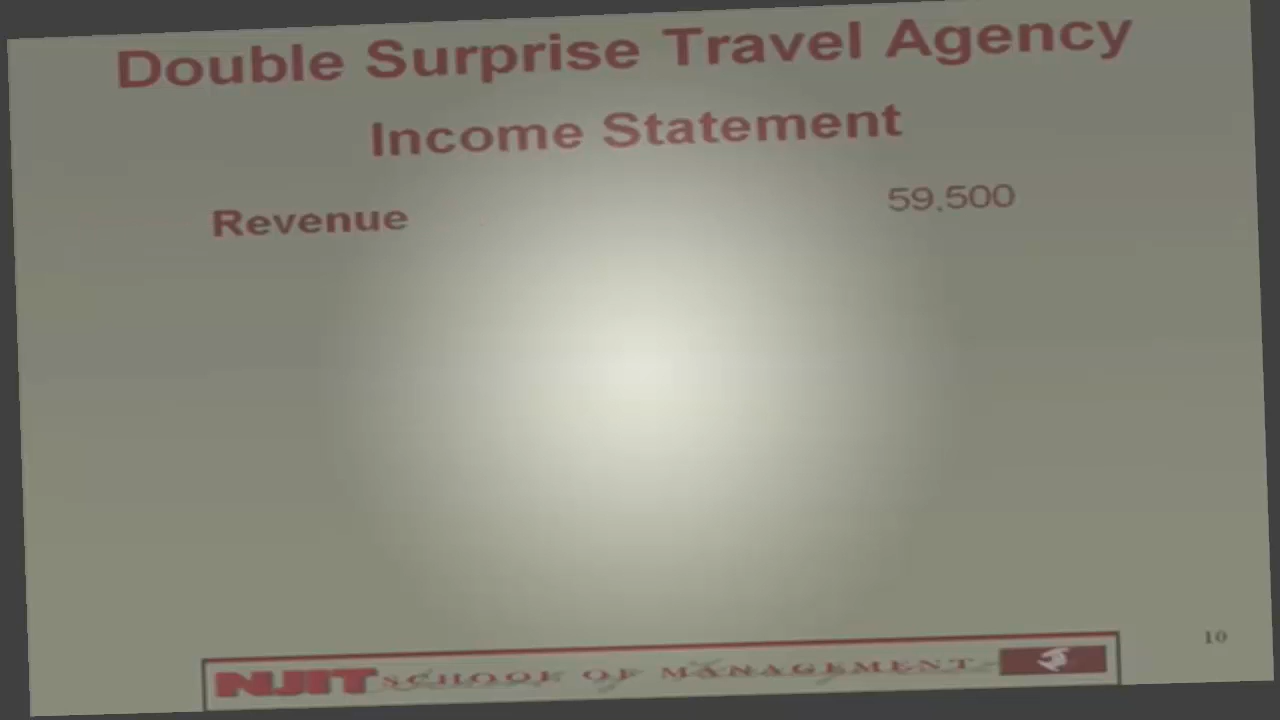 Double Surprise Travel Agency
Income Statement
Revenue 59,500
NJIT SCHOOL OF MANAGEMENT
10